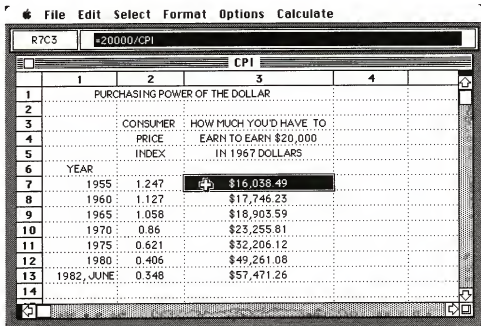 File Edit Select Format Options Calculate
R7C3 =20000/CPI
CPI
1 2 3 4
1 PURCHASING POWER OF THE DOLLAR
2
3 CONSUMER HOW MUCH YOU'D HAVE TO
4 PRICE EARN TO EARN $20,000
5 INDEX IN 1967 DOLLARS
6 YEAR
7 1955 1.247 $16,038.49
8 1960 1.127 $17,746.23
9 1965 1.058 $18,903.59
10 1970 0.86 $23,255.81
11 1975 0.621 $32,206.12
12 1980 0.406 $49,261.08
13 1982, JUNE 0.348 $57,471.26
14